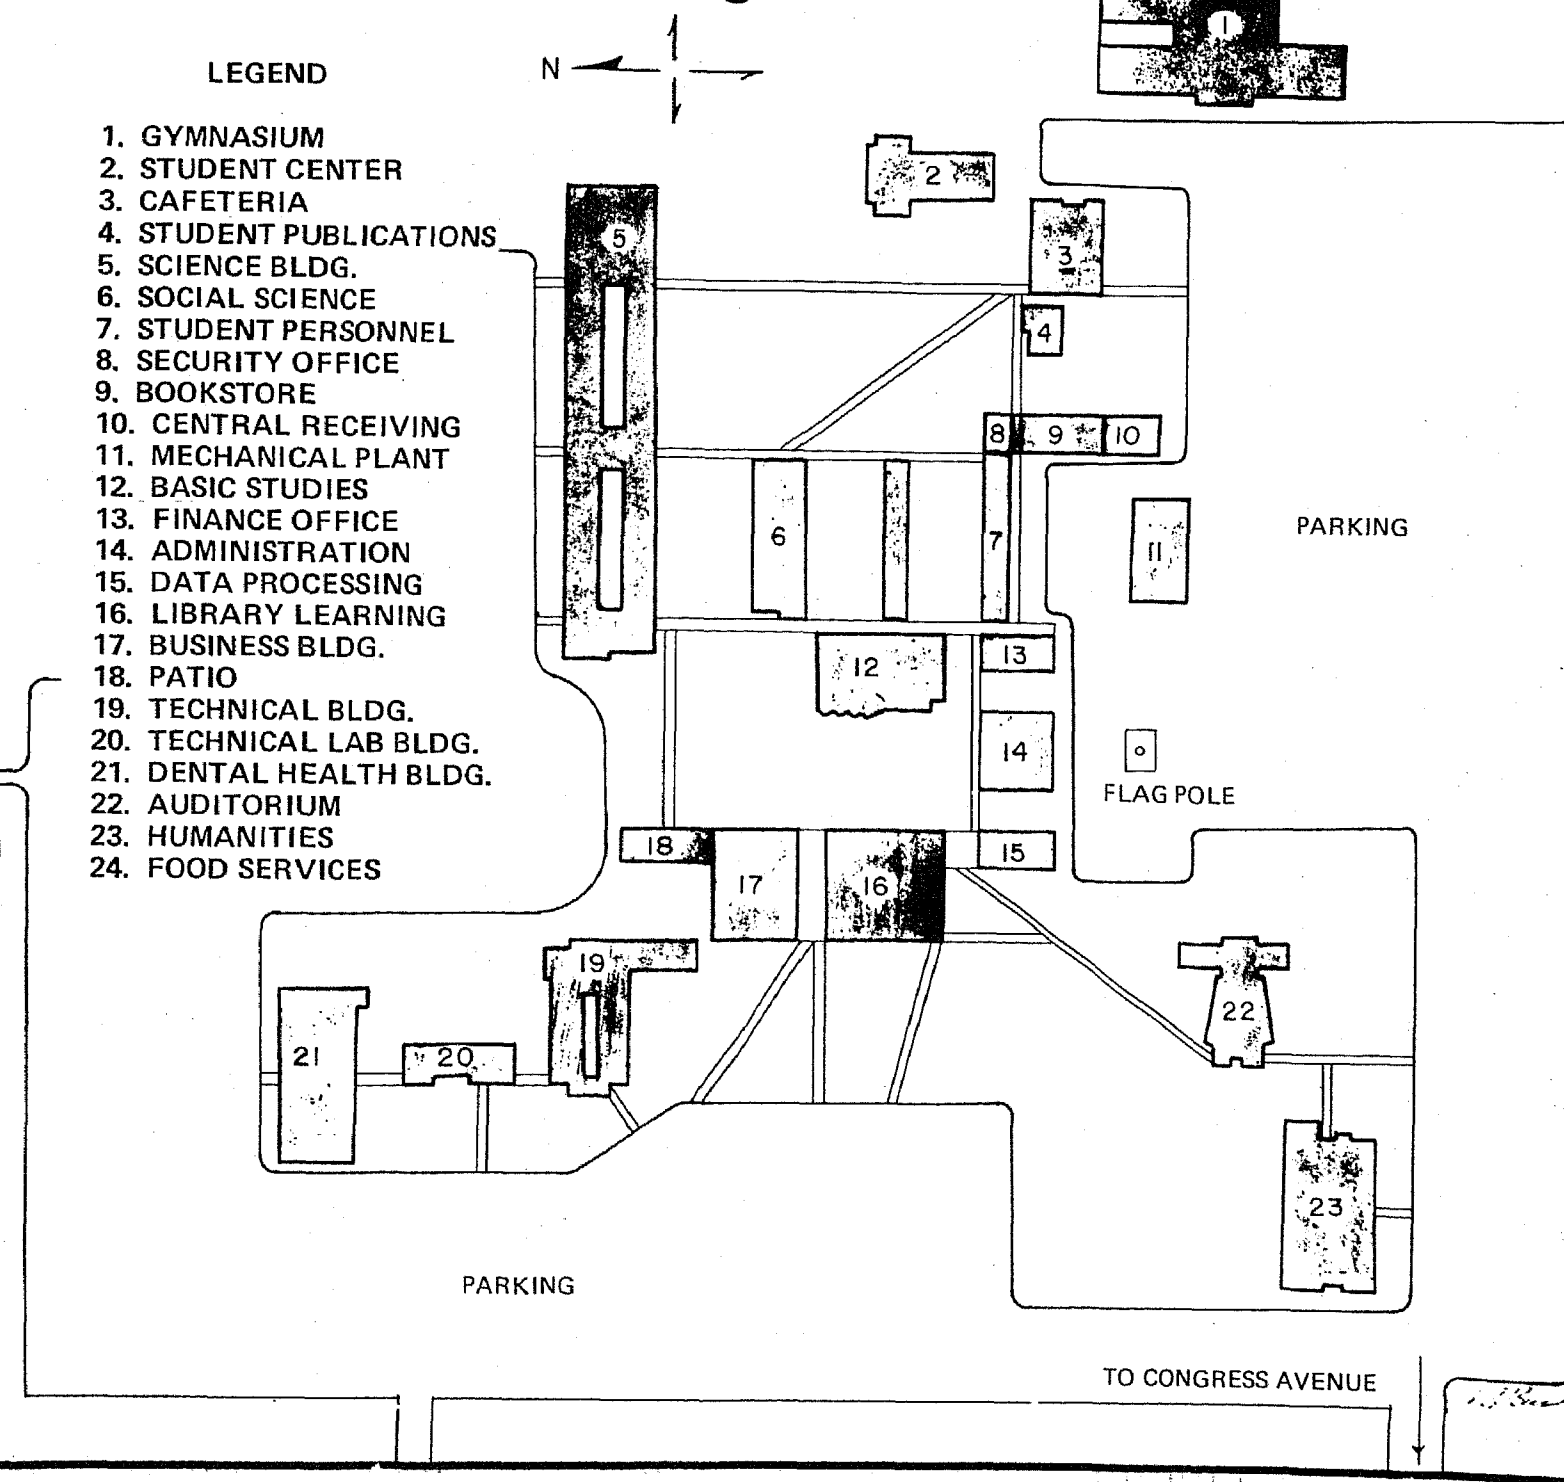 LEGEND
1. GYMNASIUM
2. STUDENT CENTER
3. CAFETERIA
4. STUDENT PUBLICATIONS
5. SCIENCE BLDG.
6. SOCIAL SCIENCE
7. STUDENT PERSONNEL
8. SECURITY OFFICE
9. BOOKSTORE
10. CENTRAL RECEIVING
11. MECHANICAL PLANT
12. BASIC STUDIES
13. FINANCE OFFICE
14. ADMINISTRATION
15. DATA PROCESSING
16. LIBRARY LEARNING
17. BUSINESS BLDG.
18. PATIO
19. TECHNICAL BLDG.
20. TECHNICAL LAB BLDG.
21. DENTAL HEALTH BLDG.
22. AUDITORIUM
23. HUMANITIES
24. FOOD SERVICES
N
1
2
5
3
4
8 9 10
6
7
11
PARKING
12
13
14
FLAG POLE
18
17
16
15
19
21
20
22
23
PARKING
TO CONGRESS AVENUE